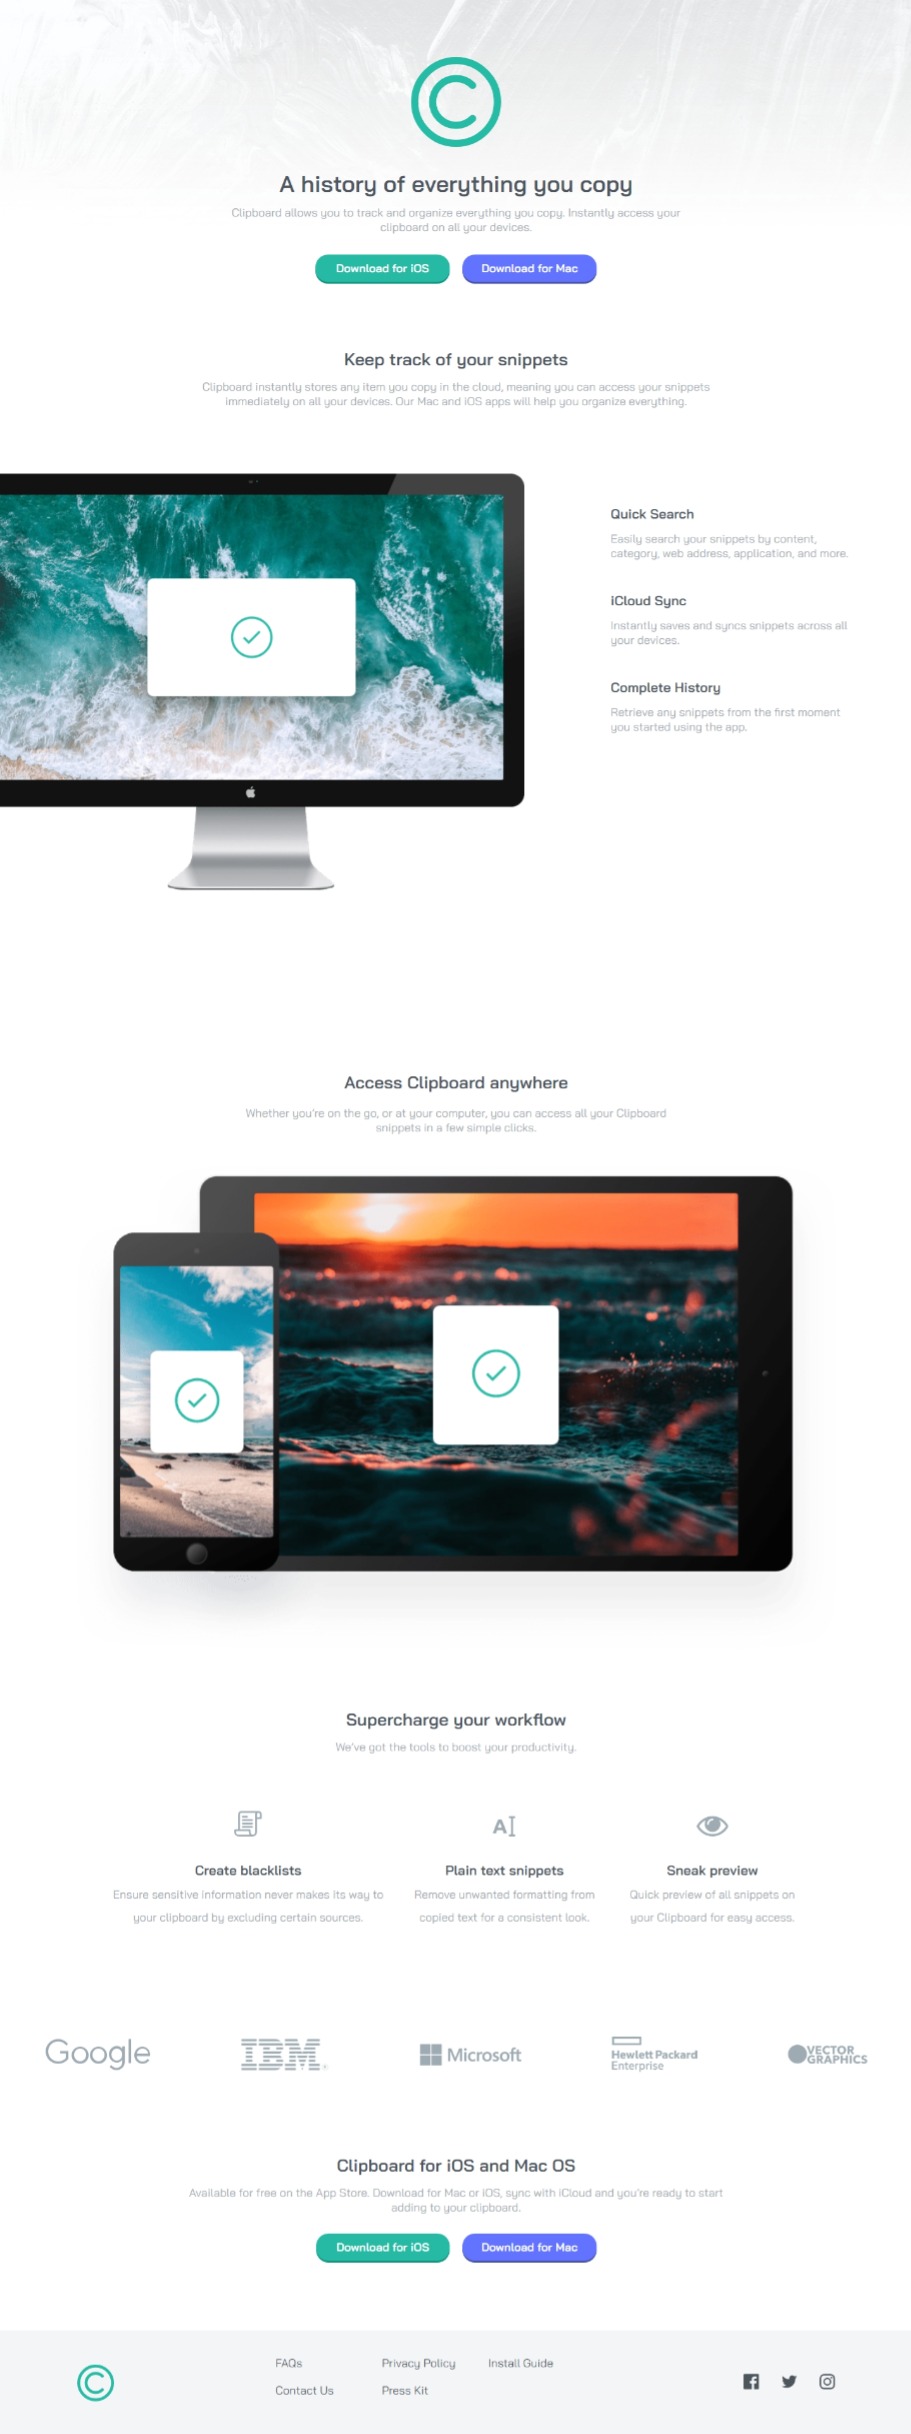 A history of everything you copy
Clipboard allows you to track and organize everything you copy. Instantly access your
clipboard on all your devices.
Download for iOS
Download for Mac
Keep track of your snippets
Clipboard instantly stores any item you copy in the cloud, meaning you can access your snippets
immediately on all your devices. Our Mac and iOS apps will help you organize everything.
Quick Search
Easily search your snippets by content,
category, web address, application, and more.
iCloud Sync
Instantly saves and syncs snippets across all
your devices.
Complete History
Retrieve any snippets from the first moment
you started using the app.
Access Clipboard anywhere
Whether you're on the go, or at your computer, you can access all your Clipboard
snippets in a few simple clicks.
Supercharge your workflow
We've got the tools to boost your productivity.
Create blacklists
Ensure sensitive information never makes its way to
your clipboard by excluding certain sources.
Plain text snippets
Remove unwanted formatting from
copied text for a consistent look.
Sneak preview
Quick preview of all snippets on
your Clipboard for easy access.
Google
IBM
Microsoft
Hewlett Packard
Enterprise
VECTOR
GRAPHICS
Clipboard for iOS and Mac OS
Available for free on the App Store. Download for Mac or iOS, sync with iCloud and you're ready to start
adding to your clipboard.
Download for iOS
Download for Mac
FAQs
Contact Us
Privacy Policy
Press Kit
Install Guide